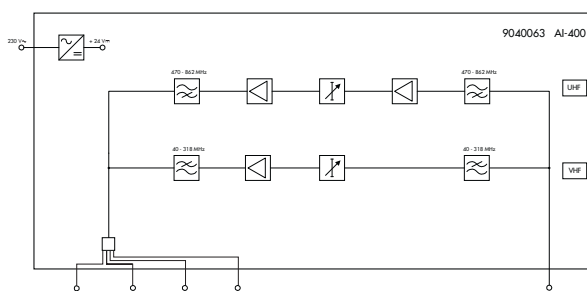 9040063 AI-400
230 V~
+ 24 V⎓
470 - 862 MHz
470 - 862 MHz
UHF
40 - 318 MHz
40 - 318 MHz
VHF